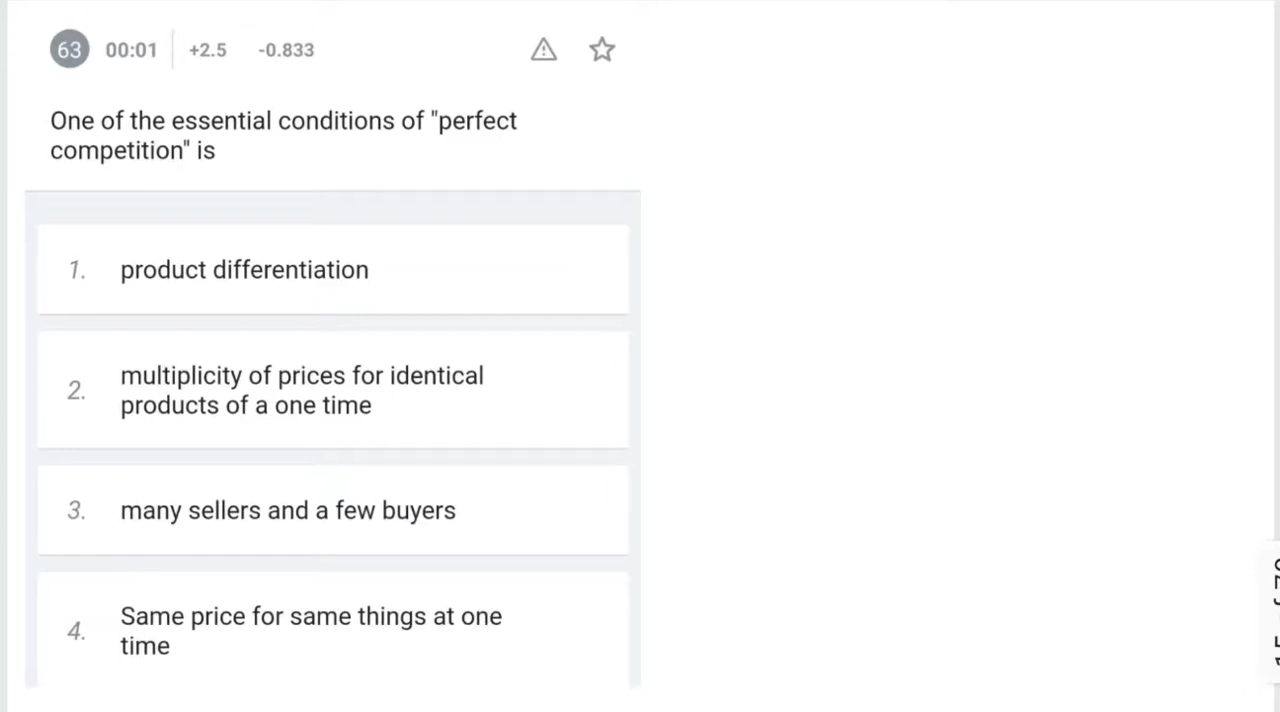 63 00:01 +2.5 -0.833
One of the essential conditions of "perfect
competition" is
1. product differentiation
2. multiplicity of prices for identical
products of a one time
3. many sellers and a few buyers
4. Same price for same things at one
time